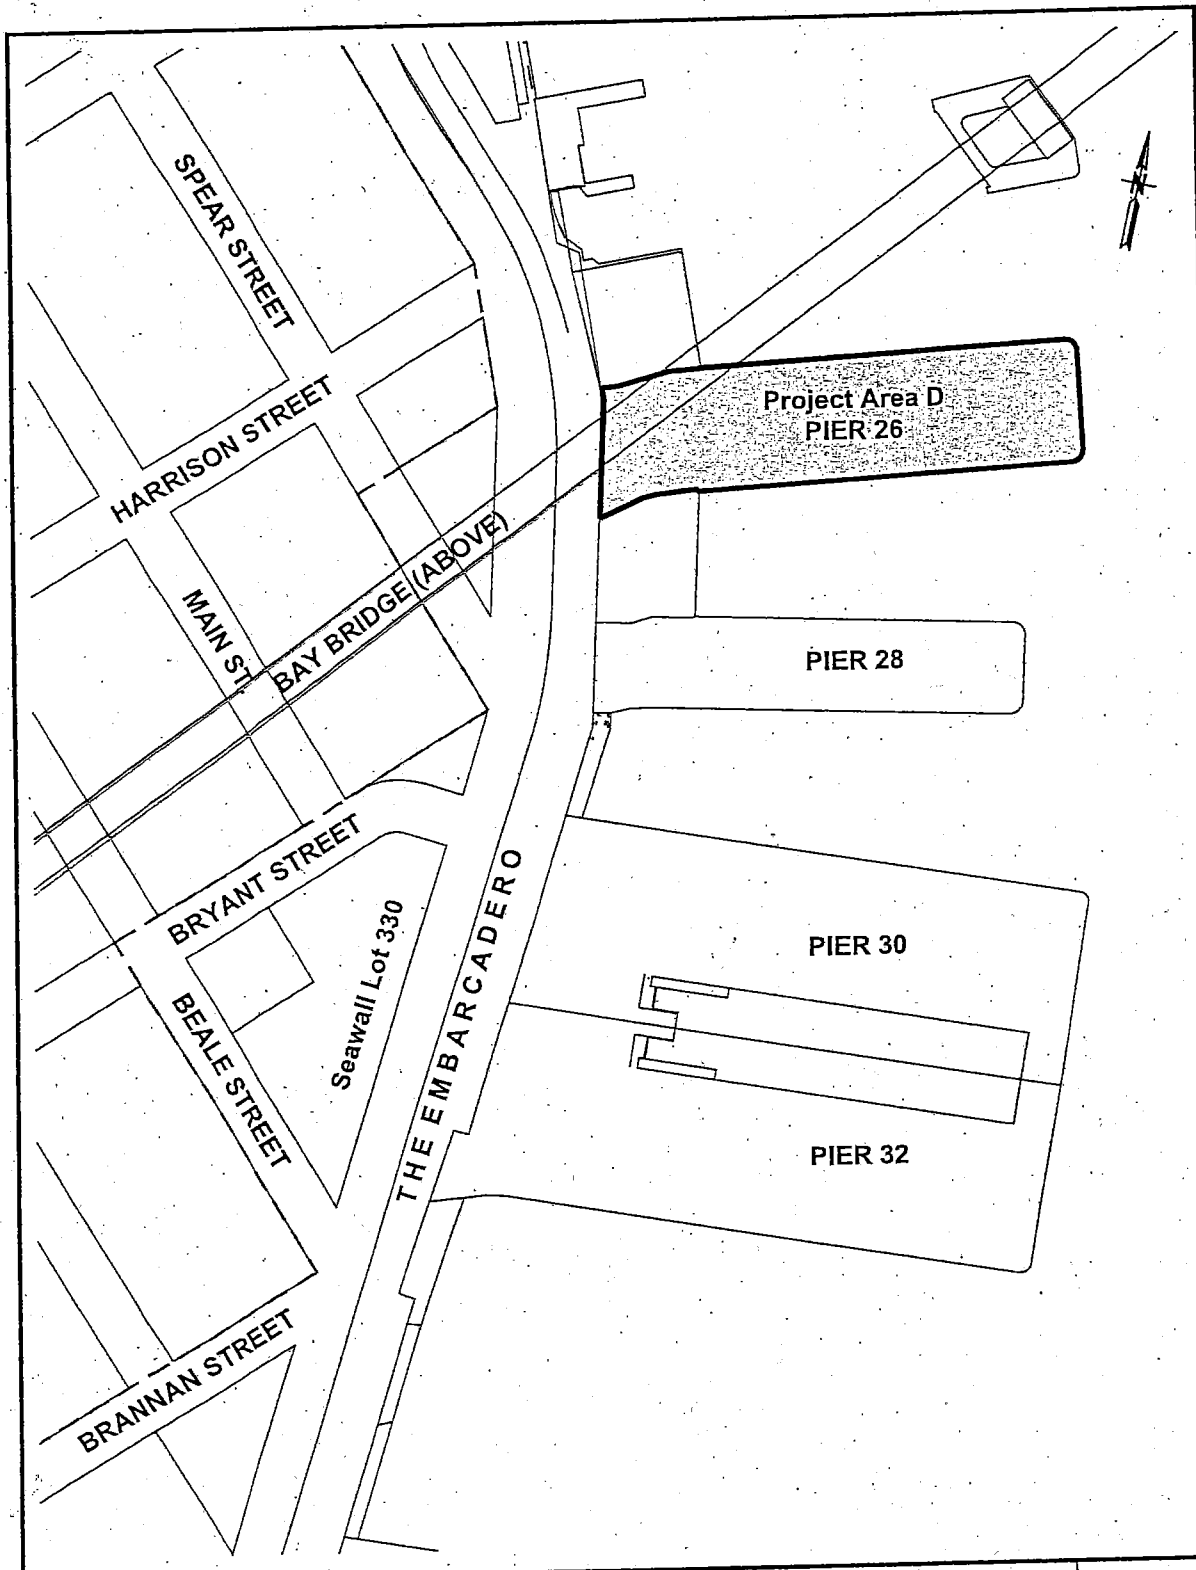 SPEAR STREET
HARRISON STREET
Project Area D
PIER 26
BAY BRIDGE (ABOVE)
MAIN ST.
PIER 28
BRYANT STREET
Seawall Lot 330
THE EMBARCADERO
PIER 30
BEALE STREET
PIER 32
BRANNAN STREET
N